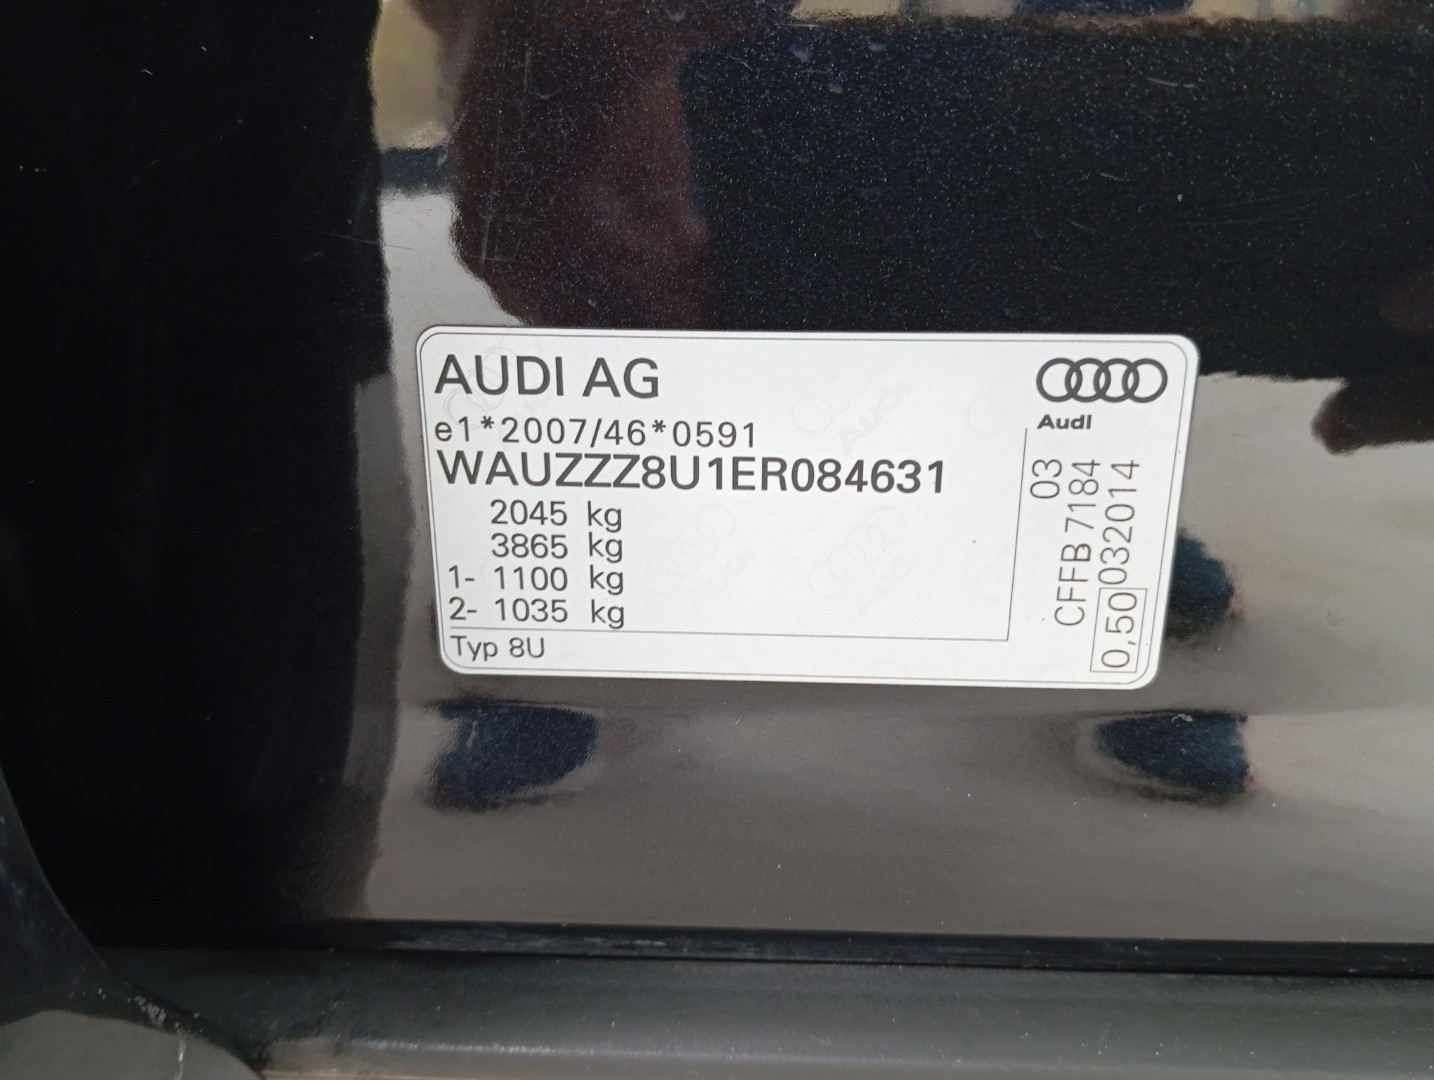 AUDI AG
Audi
e1*2007/46*0591
WAUZZZ8U1ER084631
2045 kg
3865 kg
1- 1100 kg
2- 1035 kg
Typ 8U
03
CFFB 7184
0,50 032014